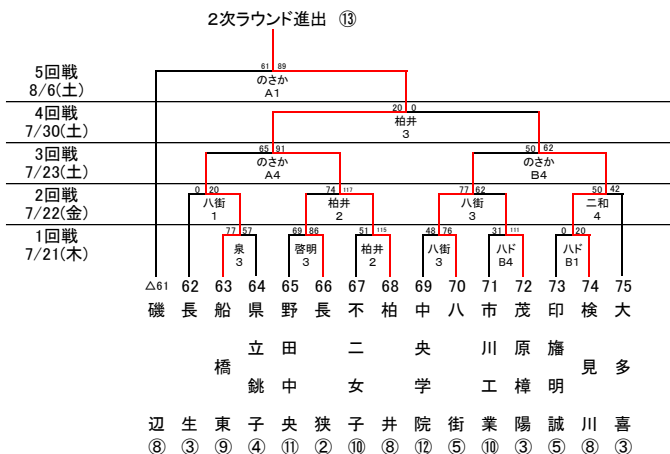 2次ラウンド進出 ⑬
5回戦
8/6(土)
61 89
のさか
A1
4回戦
7/30(土)
20 0
柏井
3
3回戦
7/23(土)
65 91
のさか
A4
50 62
のさか
B4
2回戦
7/22(金)
0 20
八街
1
74 117
柏井
2
77 62
八街
3
50 42
二和
4
1回戦
7/21(木)
77 57
泉
3
69 86
啓明
3
51 115
柏井
2
48 76
八街
3
31 111
ハド
B4
0 20
ハド
B1
△61 62 63 64 65 66 67 68 69 70 71 72 73 74 75
磯辺⑧
長生③
船橋東⑨
県立銚子④
野田中央⑪
長狭②
不二女子⑩
柏井⑧
中央学院⑫
八街⑤
市川工業⑩
茂原樟陽③
印旛明誠⑤
検見川⑧
大多喜③